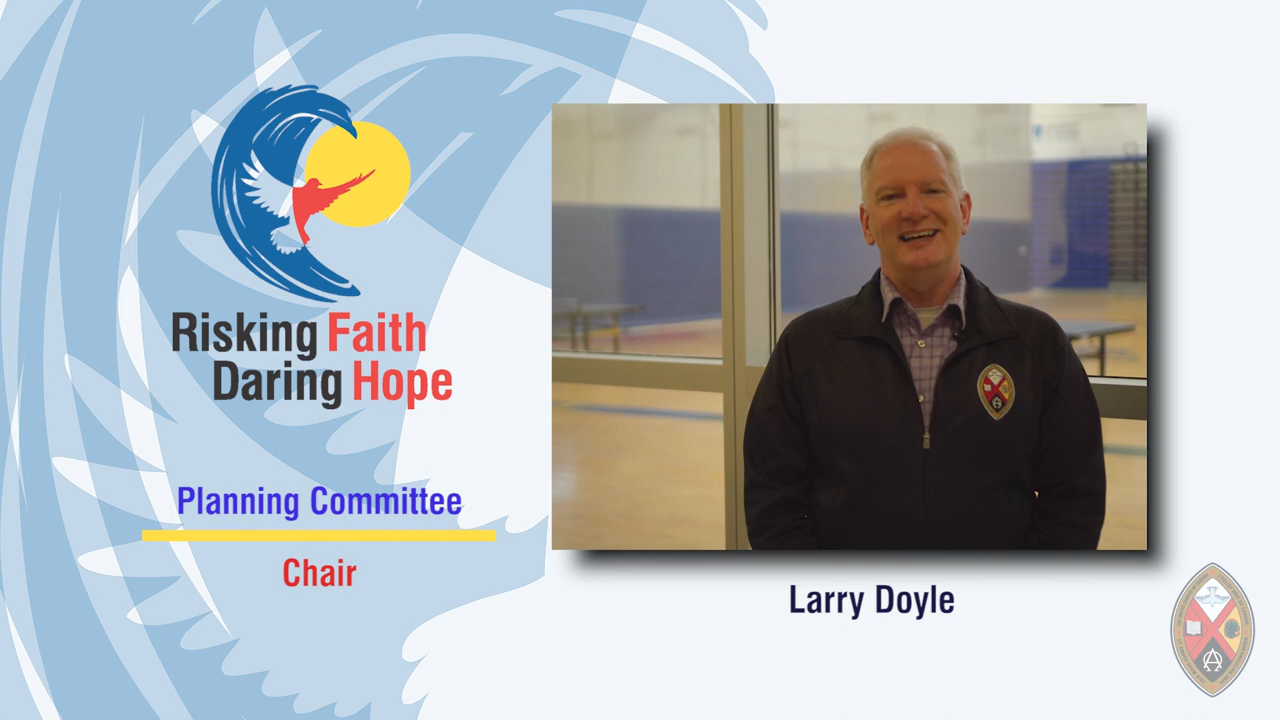 Risking Faith
Daring Hope
Planning Committee
Chair
Larry Doyle